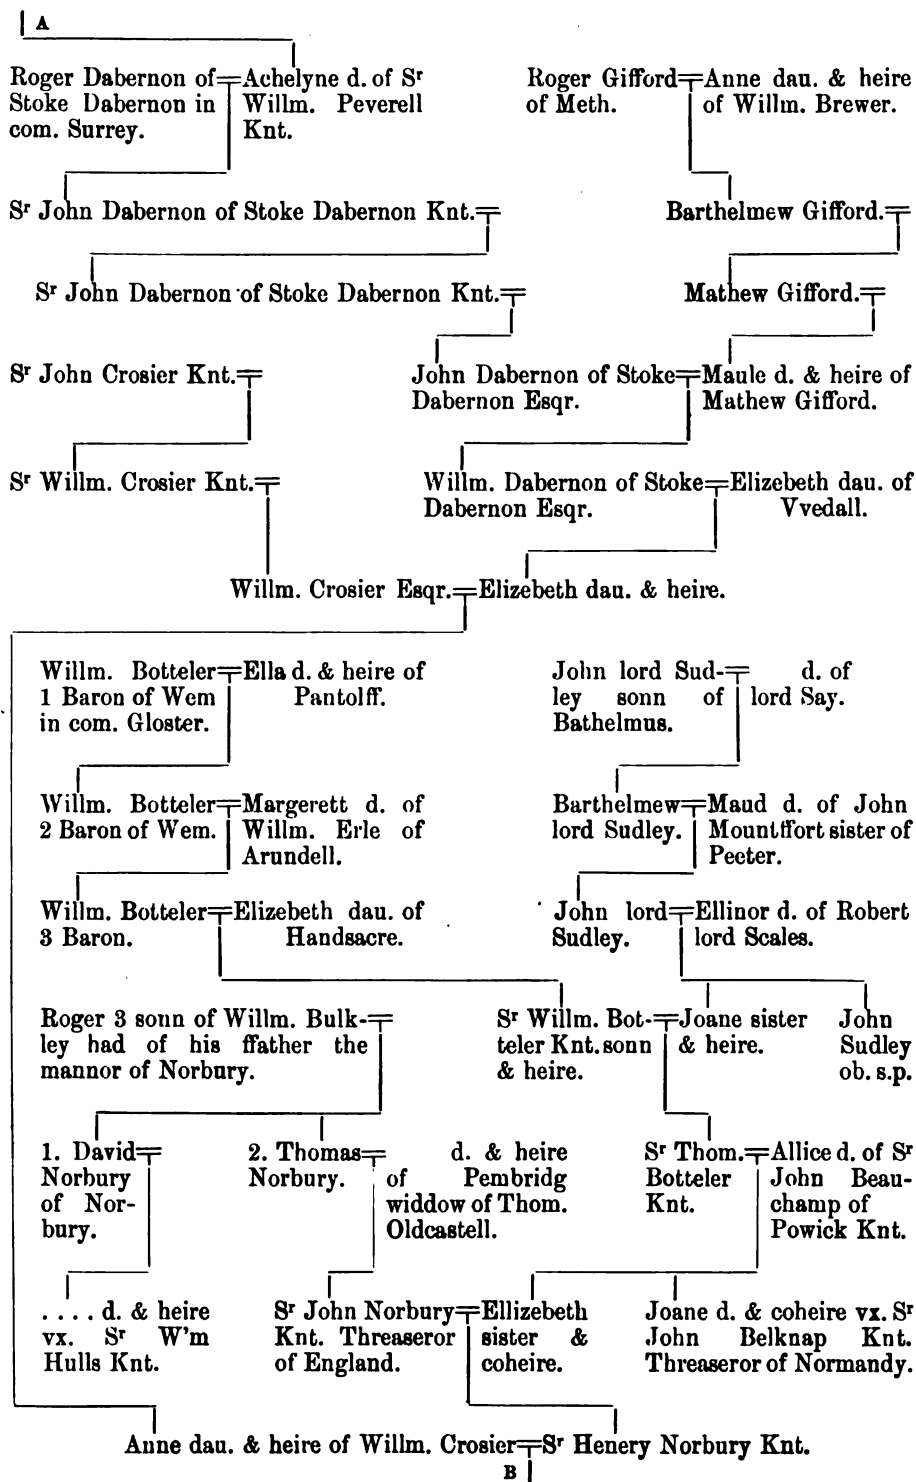 A
Roger Dabernon of Achelyne d. of Sr Roger Gifford Anne dau. & heire
Stoke Dabernon in Willm. Peverell of Meth. of Willm. Brewer.
com. Surrey. Knt.
Sr John Dabernon of Stoke Dabernon Knt. Barthelmew Gifford.
Sr John Dabernon of Stoke Dabernon Knt. Mathew Gifford.
Sr John Crosier Knt. John Dabernon of Stoke Maule d. & heire of
Dabernon Esqr. Mathew Gifford.
Sr Willm. Crosier Knt. Willm. Dabernon of Stoke Elizebeth dau. of
Dabernon Esqr. Vvedall.
Willm. Crosier Esqr. Elizebeth dau. & heire.
Willm. Botteler Ella d. & heire of John lord Sud- d. of
1 Baron of Wem Pantolff. ley sonn of lord Say.
in com. Gloster. Bathelmus.
Willm. Botteler Margerett d. of Barthelmew Maud d. of John
2 Baron of Wem. Willm. Erle of lord Sudley. Mountffort sister of
Arundell. Peeter.
Willm. Botteler Elizebeth dau. of John lord Ellinor d. of Robert
3 Baron. Handsacre. Sudley. lord Scales.
Roger 3 sonn of Willm. Bulk- Sr Willm. Bot- Joane sister John
ley had of his ffather the teler Knt. sonn & heire. Sudley
mannor of Norbury. & heire. ob. s.p.
1. David 2. Thomas d. & heire Sr Thom. Allice d. of Sr
Norbury Norbury. of Pembridg Botteler John Beau-
of Nor- widdow of Thom. Knt. champ of
bury. Oldcastell. Powick Knt.
.... d. & heire Sr John Norbury Ellizebeth Joane d. & coheire vx. Sr
vx. Sr W'm Knt. Threaseror sister & John Belknap Knt.
Hulls Knt. of England. coheire. Threaseror of Normandy.
Anne dau. & heire of Willm. Crosier Sr Henery Norbury Knt.
B